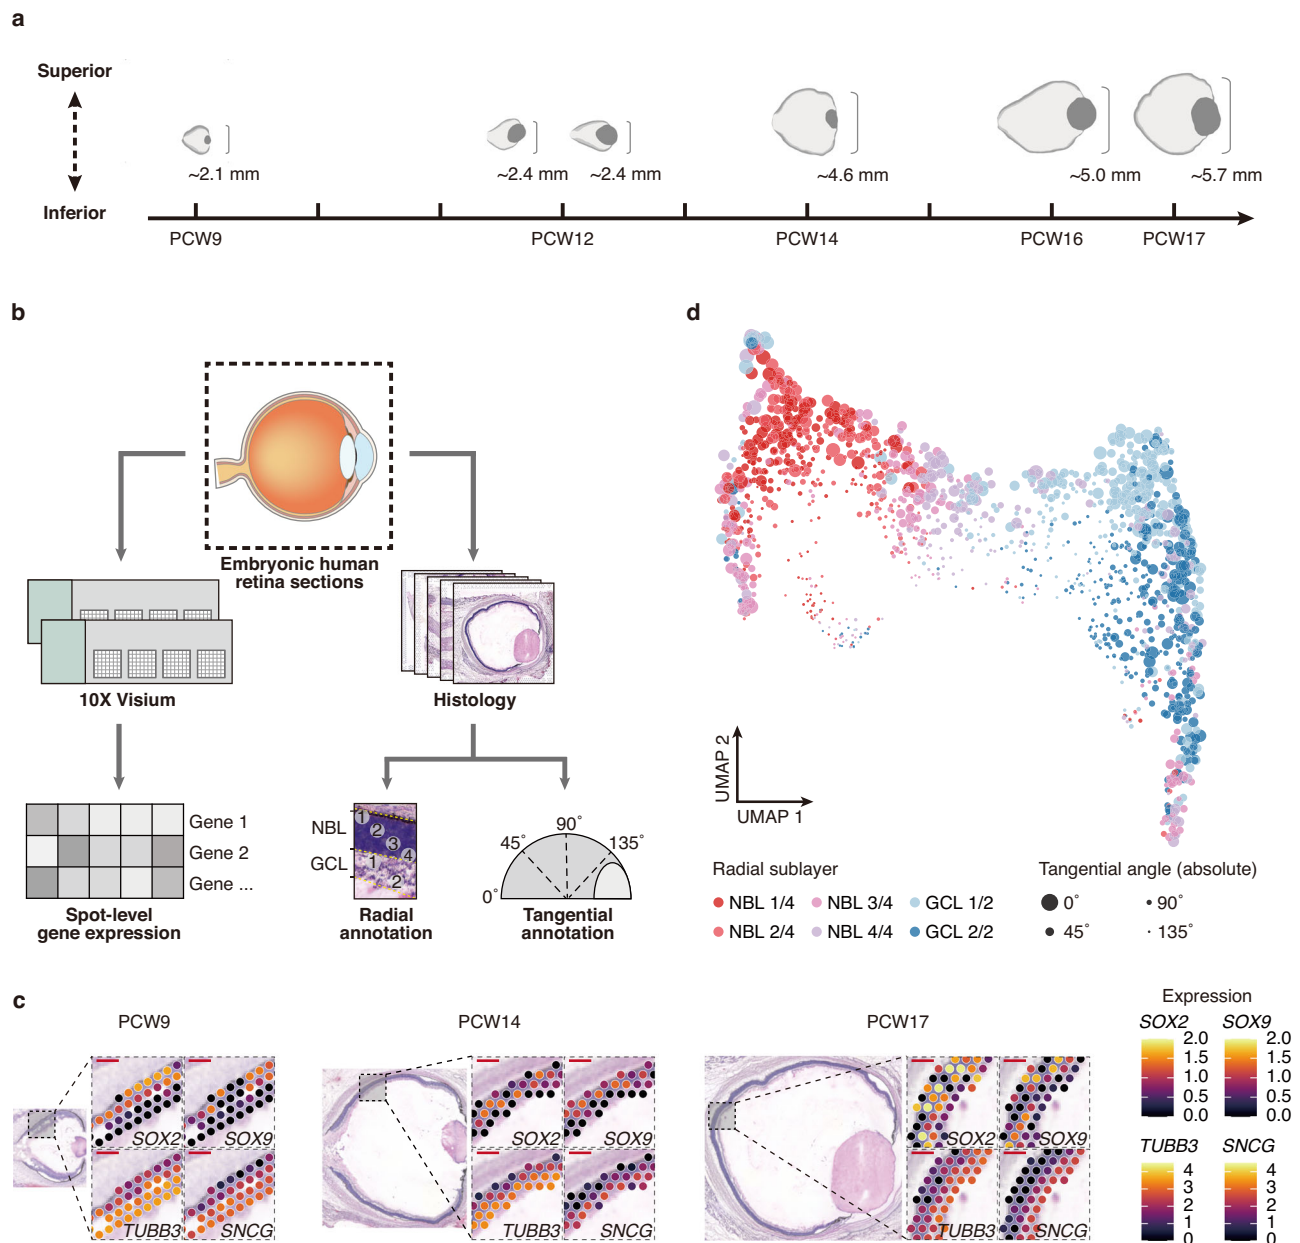 a
Superior
Inferior
~2.1 mm
~2.4 mm
~2.4 mm
~4.6 mm
~5.0 mm
~5.7 mm
PCW9
PCW12
PCW14
PCW16
PCW17
b
Embryonic human
retina sections
10X Visium
Histology
Gene 1
Gene 2
Gene ...
Spot-level
gene expression
NBL
GCL
1
2
3
4
1
2
Radial
annotation
0°
45°
90°
135°
Tangential
annotation
d
UMAP 2
UMAP 1
Radial sublayer
NBL 1/4
NBL 3/4
GCL 1/2
NBL 2/4
NBL 4/4
GCL 2/2
Tangential angle (absolute)
0°
90°
45°
135°
c
PCW9
SOX2
SOX9
TUBB3
SNCG
PCW14
SOX2
SOX9
TUBB3
SNCG
PCW17
SOX2
SOX9
TUBB3
SNCG
Expression
SOX2
2.0
1.5
1.0
0.5
0.0
SOX9
2.0
1.5
1.0
0.5
0.0
TUBB3
4
3
2
1
0
SNCG
4
3
2
1
0